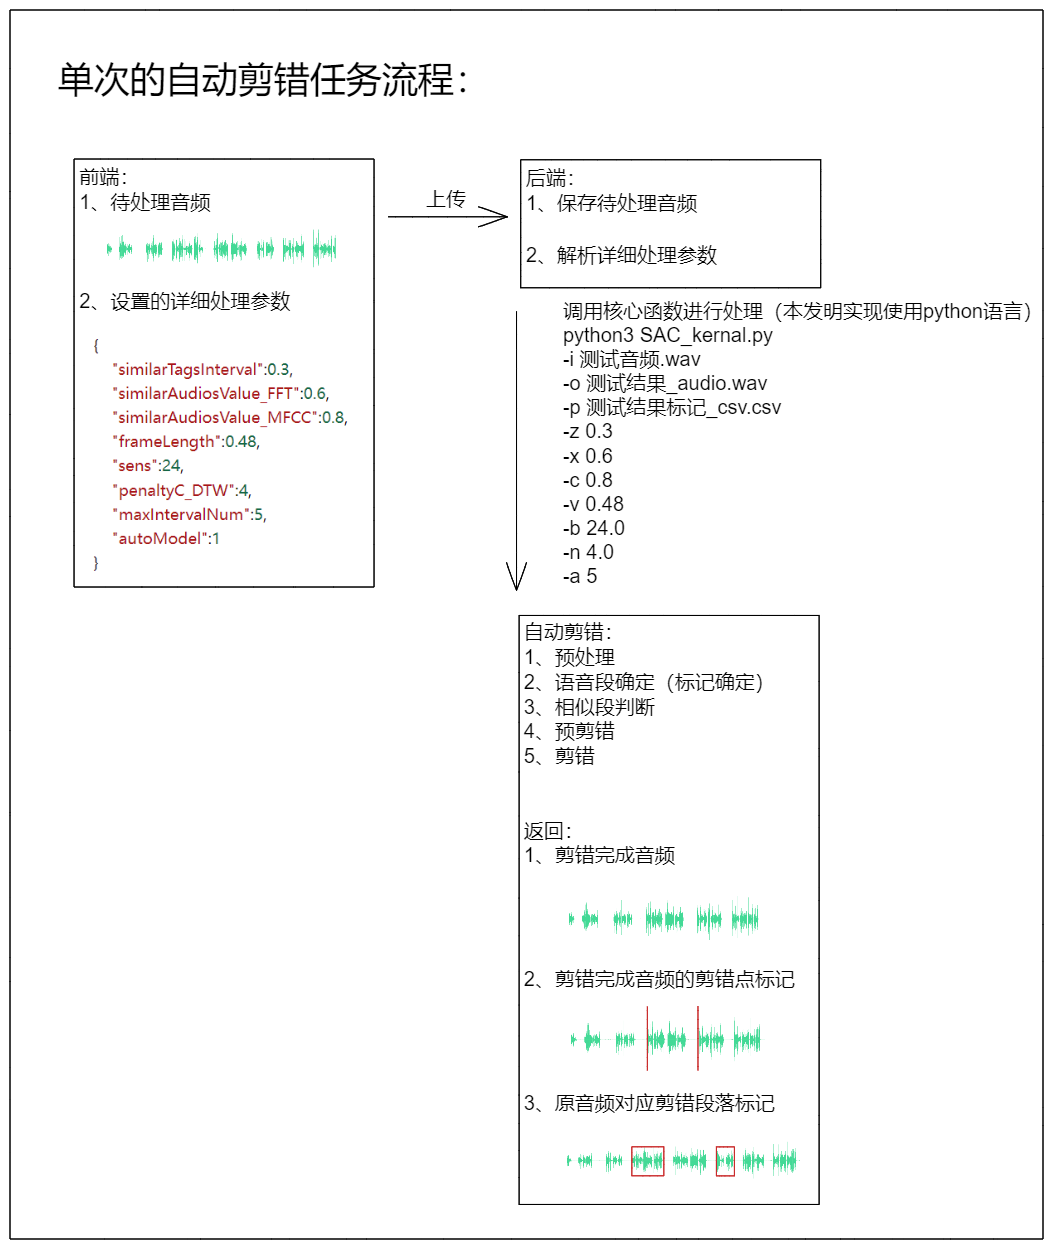 单次的自动剪错任务流程：
前端：
1、待处理音频
2、设置的详细处理参数
{
"similarTagsInterval":0.3,
"similarAudiosValue_FFT":0.6,
"similarAudiosValue_MFCC":0.8,
"frameLength":0.48,
"sens":24,
"penaltyC_DTW":4,
"maxIntervalNum":5,
"autoModel":1
}
上传
后端：
1、保存待处理音频
2、解析详细处理参数
调用核心函数进行处理（本发明实现使用python语言）
python3 SAC_kernal.py
-i 测试音频.wav
-o 测试结果_audio.wav
-p 测试结果标记_csv.csv
-z 0.3
-x 0.6
-c 0.8
-v 0.48
-b 24.0
-n 4.0
-a 5
自动剪错：
1、预处理
2、语音段确定（标记确定）
3、相似段判断
4、预剪错
5、剪错
返回：
1、剪错完成音频
2、剪错完成音频的剪错点标记
3、原音频对应剪错段落标记